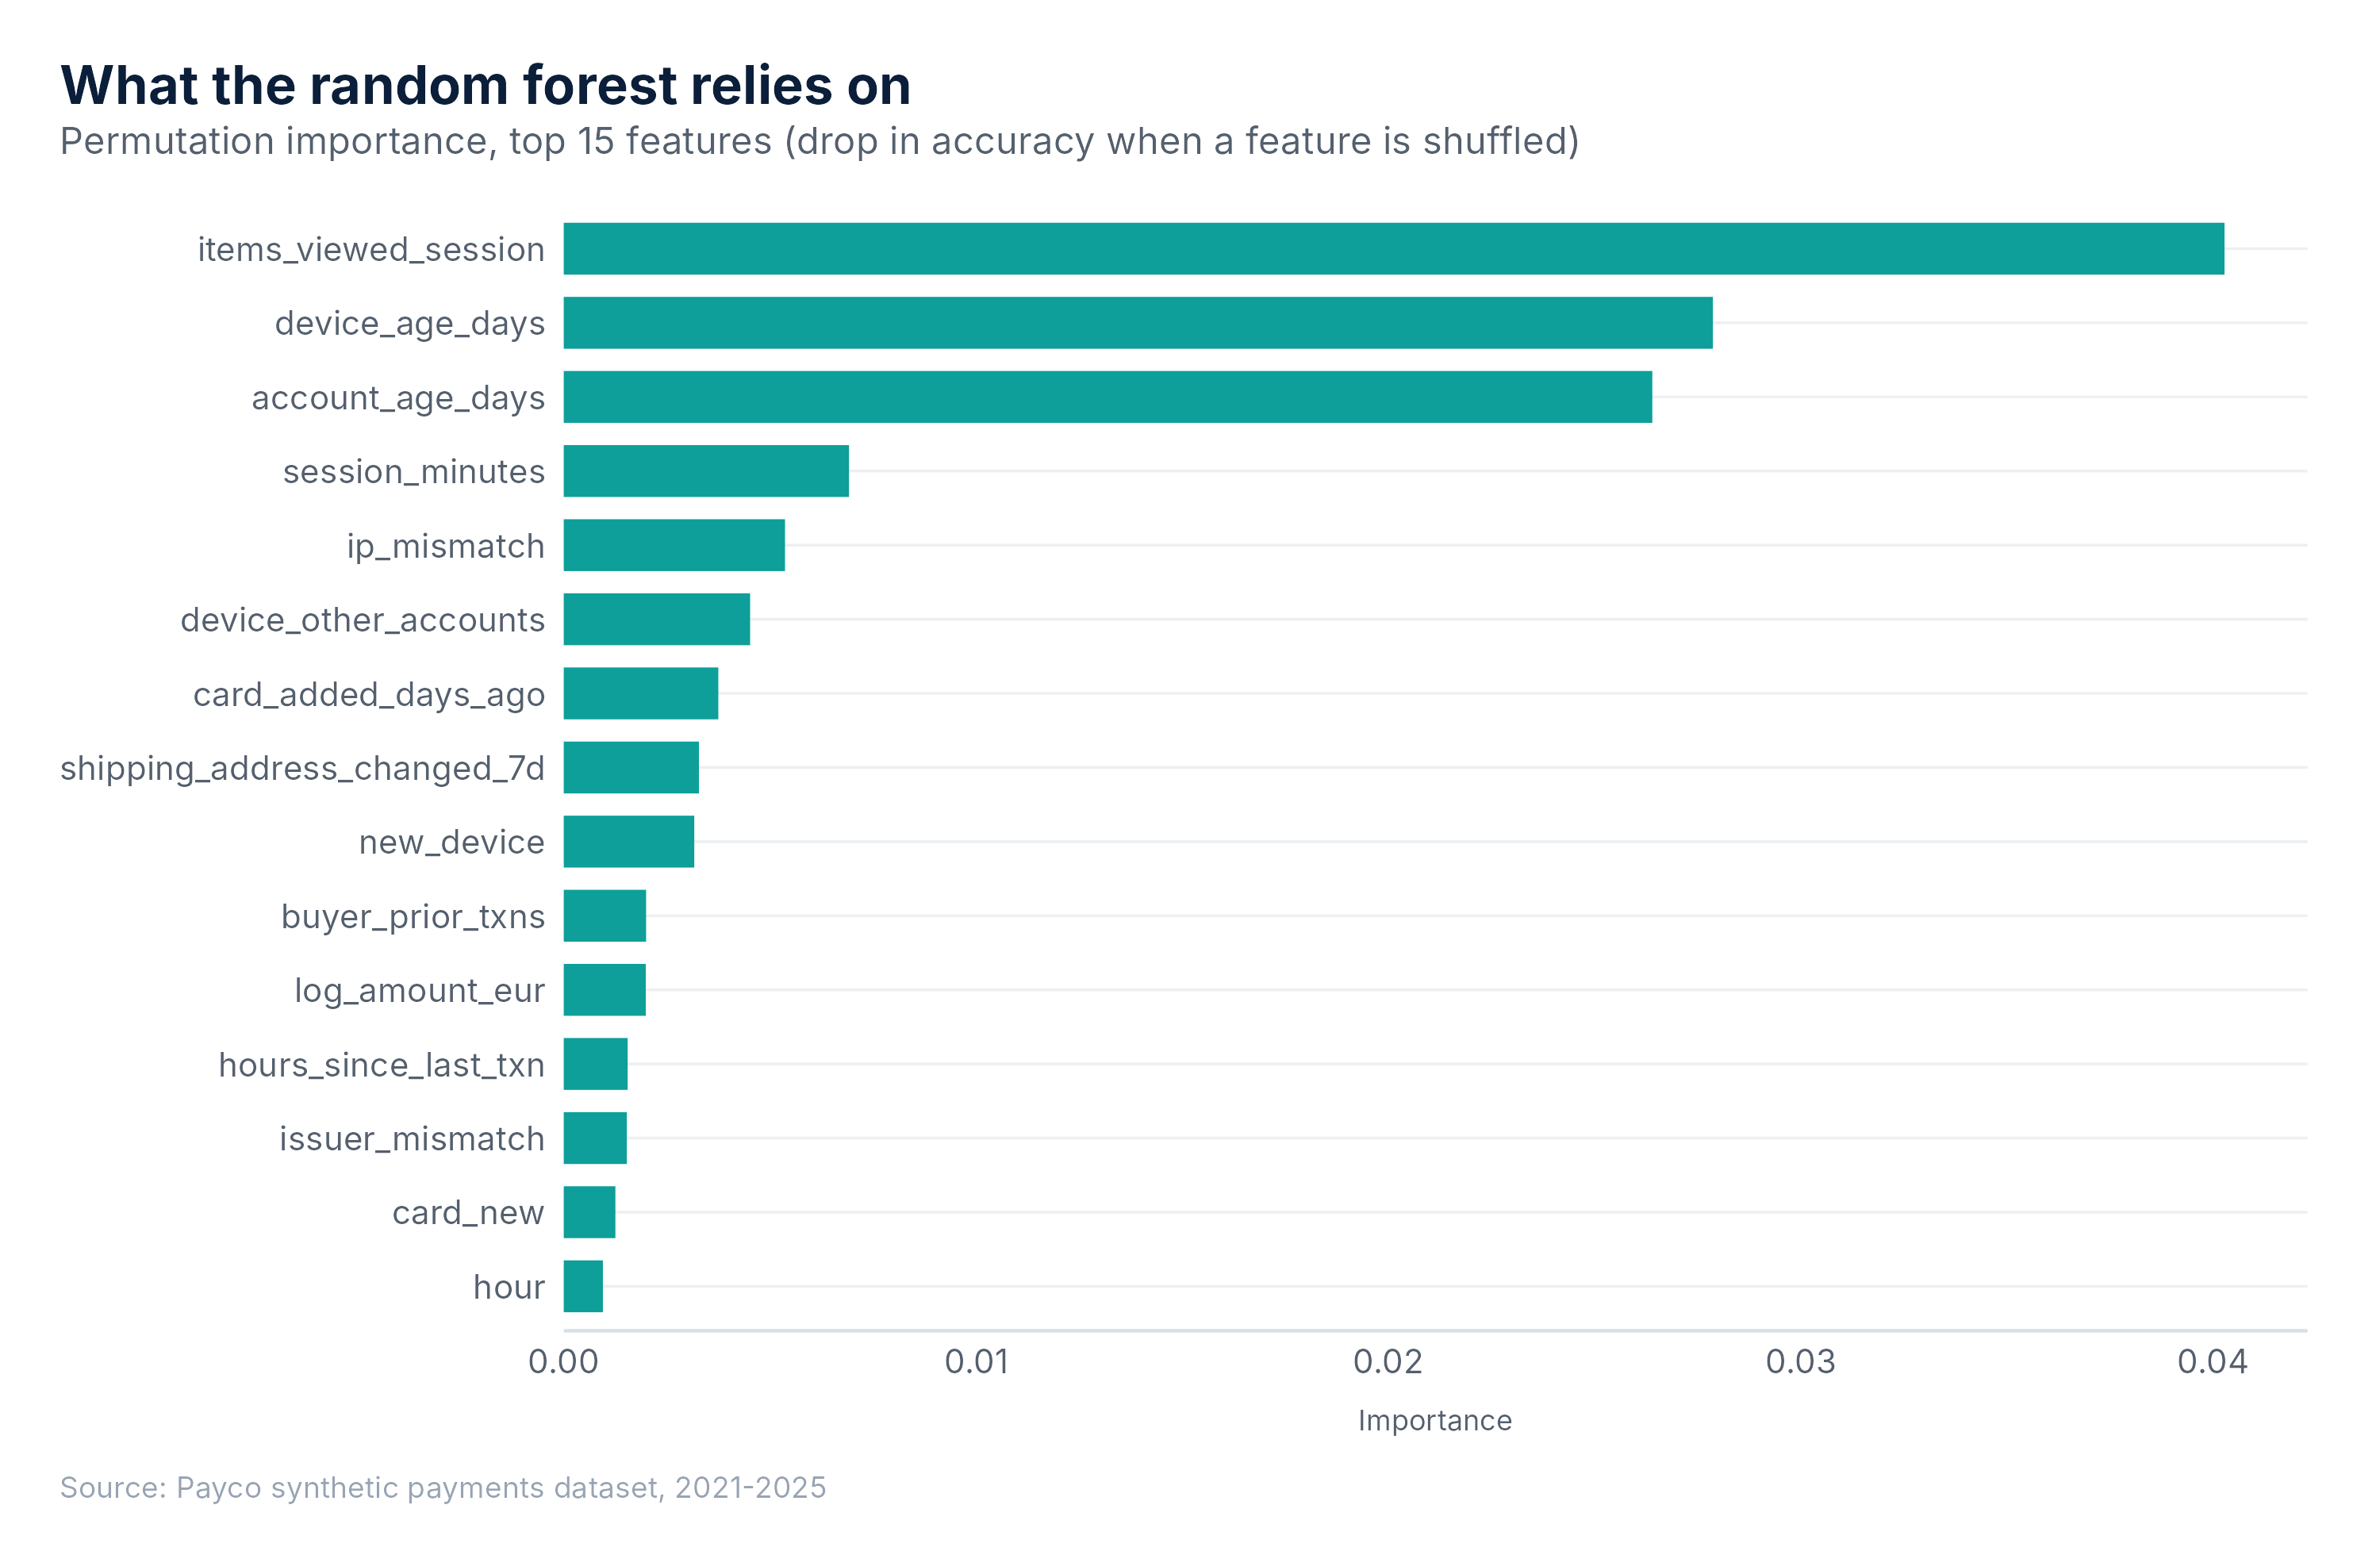 What the random forest relies on
Permutation importance, top 15 features (drop in accuracy when a feature is shuffled)
items_viewed_session
device_age_days
account_age_days
session_minutes
ip_mismatch
device_other_accounts
card_added_days_ago
shipping_address_changed_7d
new_device
buyer_prior_txns
log_amount_eur
hours_since_last_txn
issuer_mismatch
card_new
hour
0.00 0.01 0.02 0.03 0.04
Importance
Source: Payco synthetic payments dataset, 2021-2025